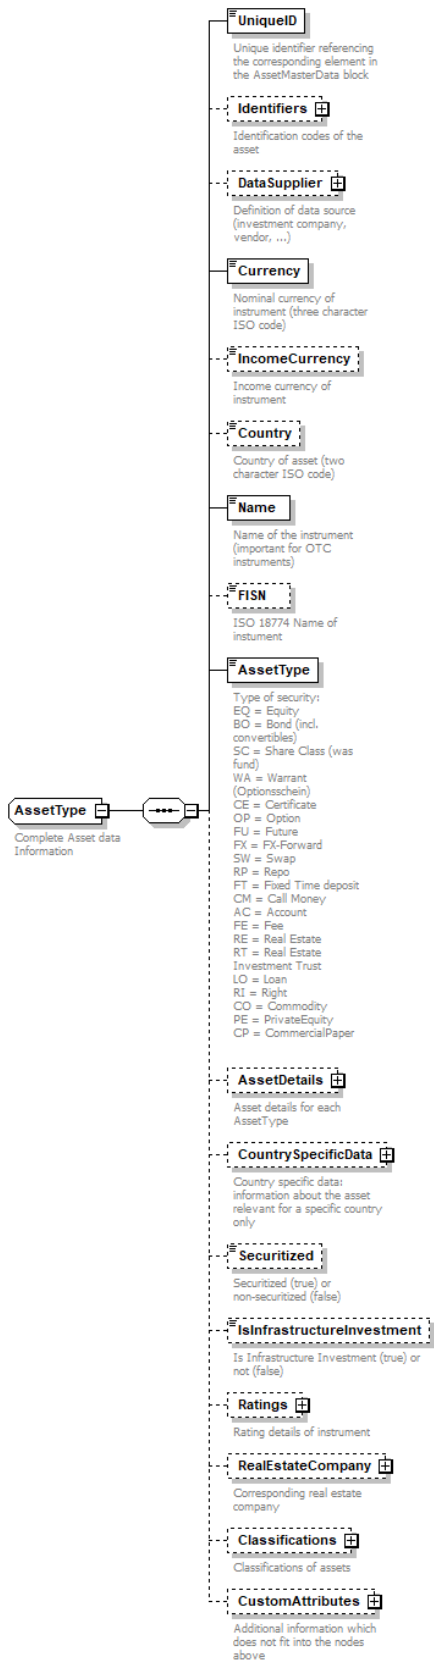 UniqueID
Unique identifier referencing
the corresponding element in
the AssetMasterData block
Identifiers
Identification codes of the
asset
DataSupplier
Definition of data source
(investment company,
vendor, ...)
Currency
Nominal currency of
instrument (three character
ISO code)
IncomeCurrency
Income currency of
instrument
Country
Country of asset (two
character ISO code)
Name
Name of the instrument
(important for OTC
instruments)
FISN
ISO 18774 Name of
instument
AssetType
Type of security:
EQ = Equity
BO = Bond (incl.
convertibles)
SC = Share Class (was
fund)
WA = Warrant
(Optionsschein)
CE = Certificate
OP = Option
FU = Future
FX = FX-Forward
SW = Swap
RP = Repo
FT = Fixed Time deposit
CM = Call Money
AC = Account
FE = Fee
RE = Real Estate
RT = Real Estate
Investment Trust
LO = Loan
RI = Right
CO = Commodity
PE = PrivateEquity
CP = CommercialPaper
AssetType
Complete Asset data
Information
AssetDetails
Asset details for each
AssetType
CountrySpecificData
Country specific data:
information about the asset
relevant for a specific country
only
Securitized
Securitized (true) or
non-securitized (false)
IsInfrastructureInvestment
Is Infrastructure Investment (true) or
not (false)
Ratings
Rating details of instrument
RealEstateCompany
Corresponding real estate
company
Classifications
Classifications of assets
CustomAttributes
Additional information which
does not fit into the nodes
above